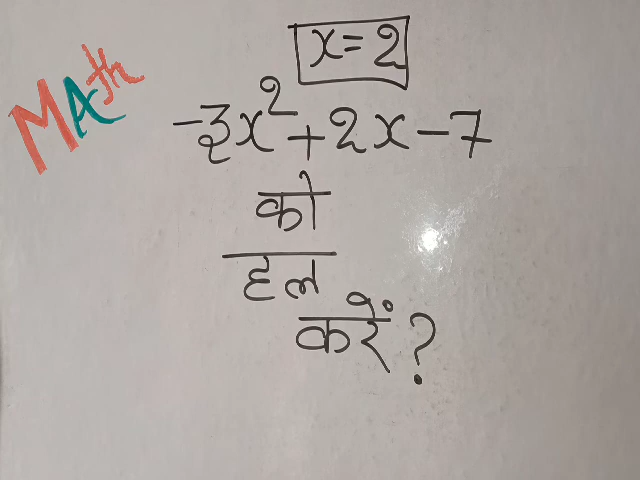 MAth
x=2
-3x²+2x-7
को
हल
करें?